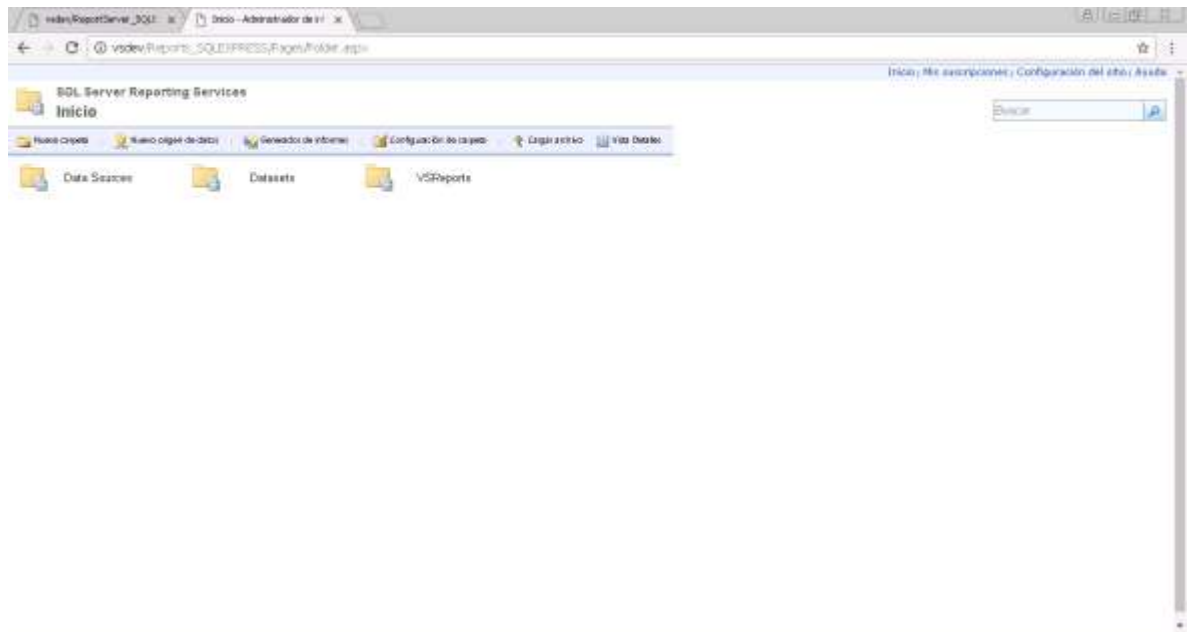 vsdev/ReportServer_SQLE
Inicio - Administrador de i
vsdev/Reports_SQLEXPRESS/Pages/Folder.aspx
Inicio | Mis suscripciones | Configuración del sitio | Ayuda
SQL Server Reporting Services
Inicio
Buscar
Nueva carpeta Nuevo origen de datos Generador de informes Configuración de carpeta Cargar archivo Vista Detalles
Data Sources Datasets VSReports